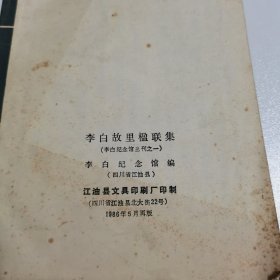 李白故里楹联集
(李白纪念馆丛刊之一)
李白纪念馆编
(四川省江油县)
江油县文具印刷厂印制
(四川省江油县北大街22号)
1986年5月再版